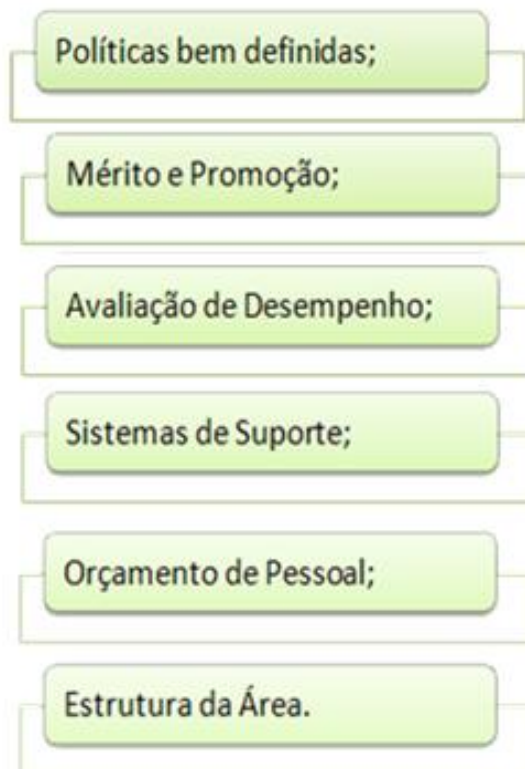 Políticas bem definidas;
Mérito e Promoção;
Avaliação de Desempenho;
Sistemas de Suporte;
Orçamento de Pessoal;
Estrutura da Área.